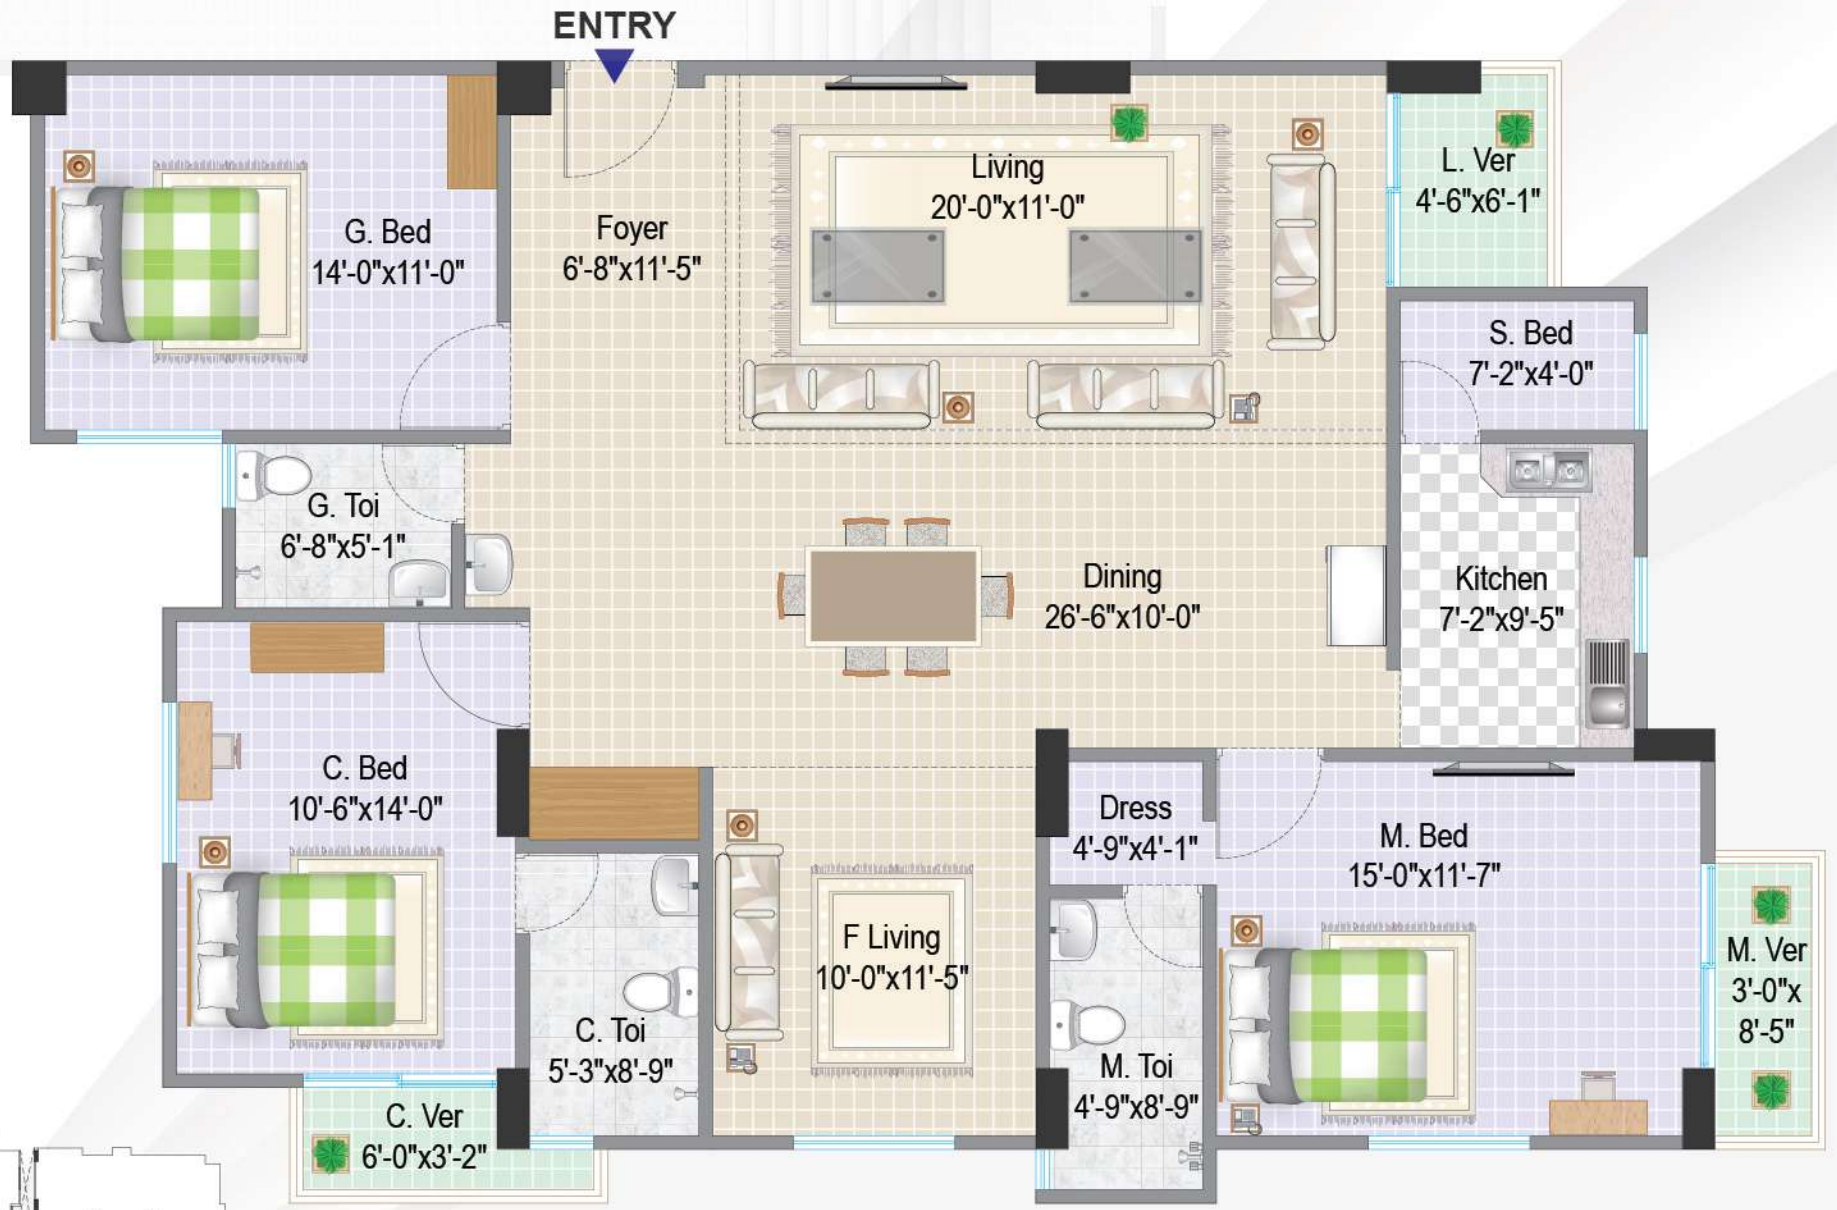 ENTRY
Living
20'-0"x11'-0"
L. Ver
4'-6"x6'-1"
G. Bed
14'-0"x11'-0"
Foyer
6'-8"x11'-5"
S. Bed
7'-2"x4'-0"
G. Toi
6'-8"x5'-1"
Dining
26'-6"x10'-0"
Kitchen
7'-2"x9'-5"
C. Bed
10'-6"x14'-0"
Dress
4'-9"x4'-1"
M. Bed
15'-0"x11'-7"
F Living
10'-0"x11'-5"
M. Ver
3'-0"x
8'-5"
C. Toi
5'-3"x8'-9"
M. Toi
4'-9"x8'-9"
C. Ver
6'-0"x3'-2"